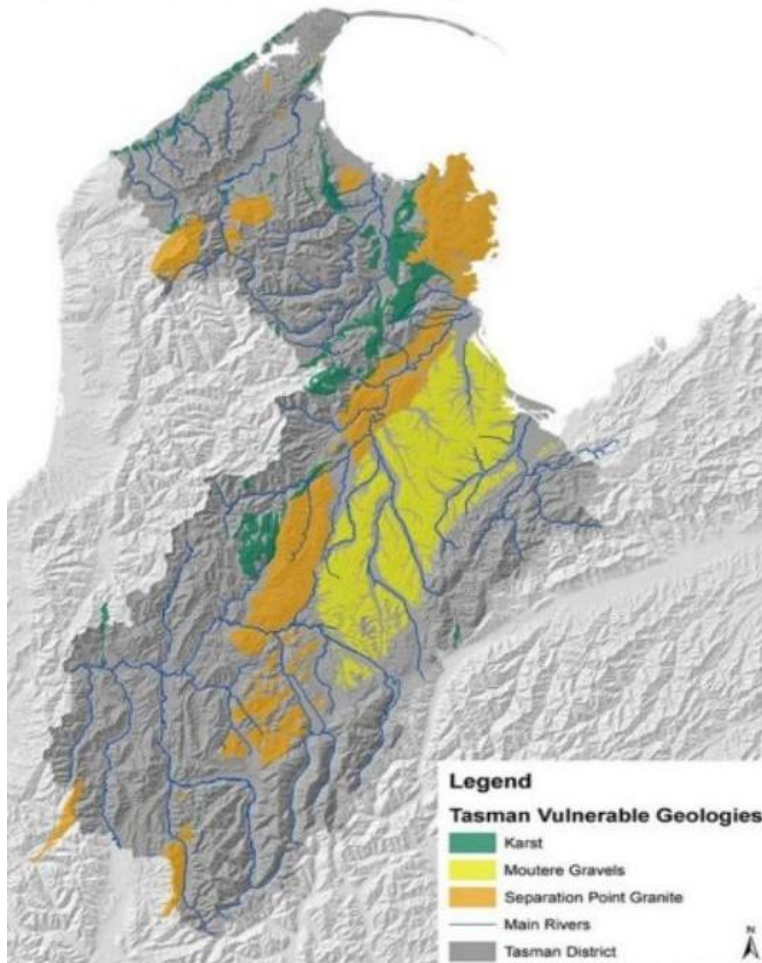 Legend
Tasman Vulnerable Geologies
Karst
Moutere Gravels
Separation Point Granite
Main Rivers
Tasman District
N